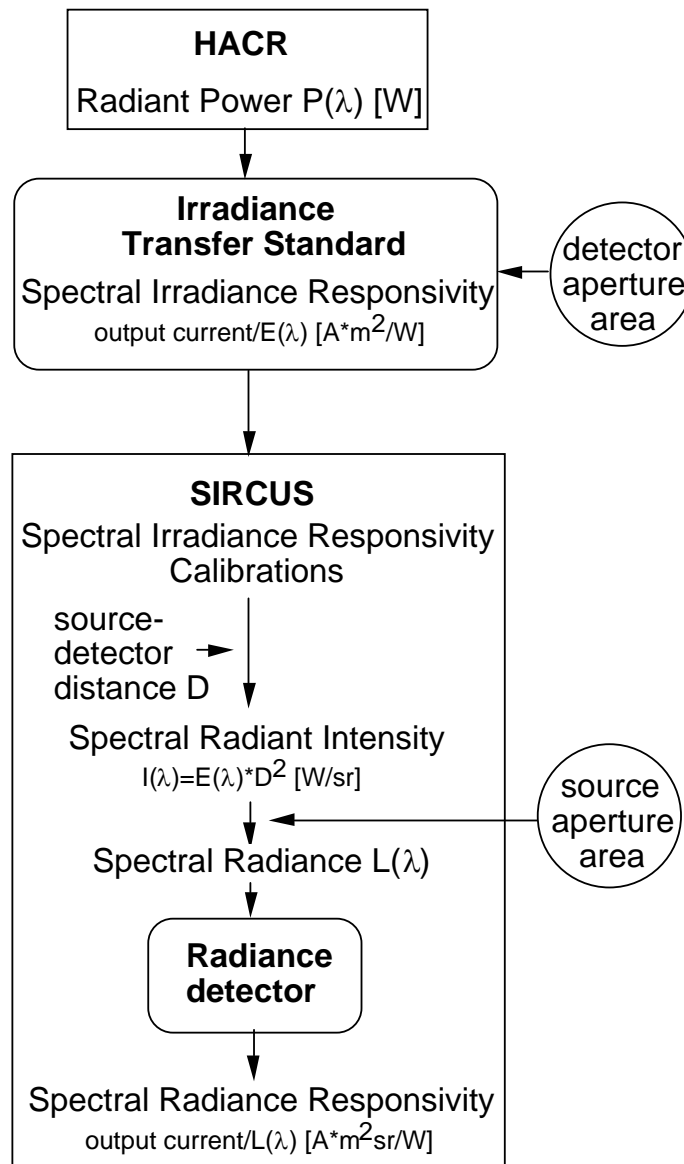 HACR
Radiant Power P(λ) [W]
Irradiance
Transfer Standard
Spectral Irradiance Responsivity
output current/E(λ) [A*m²/W]
detector
aperture
area
SIRCUS
Spectral Irradiance Responsivity
Calibrations
source-
detector
distance D
Spectral Radiant Intensity
I(λ)=E(λ)*D² [W/sr]
source
aperture
area
Spectral Radiance L(λ)
Radiance
detector
Spectral Radiance Responsivity
output current/L(λ) [A*m²sr/W]